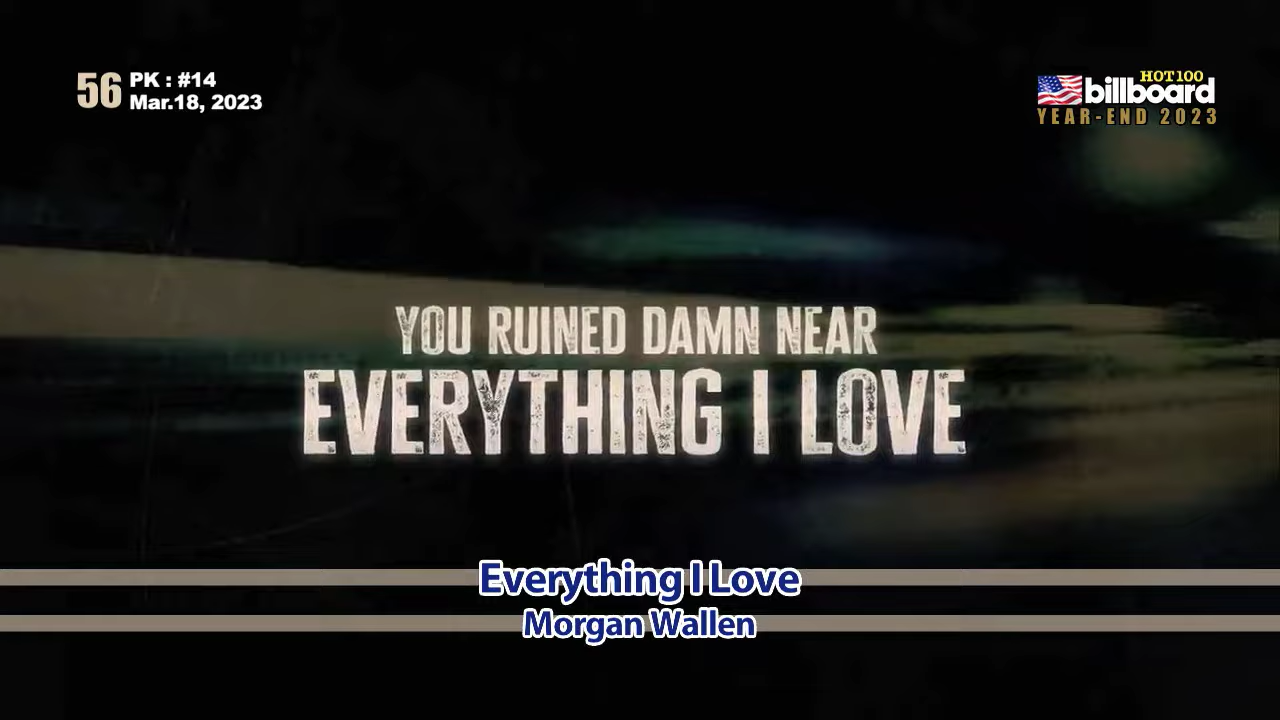 56 PK : #14
Mar.18, 2023
HOT100
billboard
YEAR-END 2023
YOU RUINED DAMN NEAR
EVERYTHING I LOVE
Everything I Love
Morgan Wallen